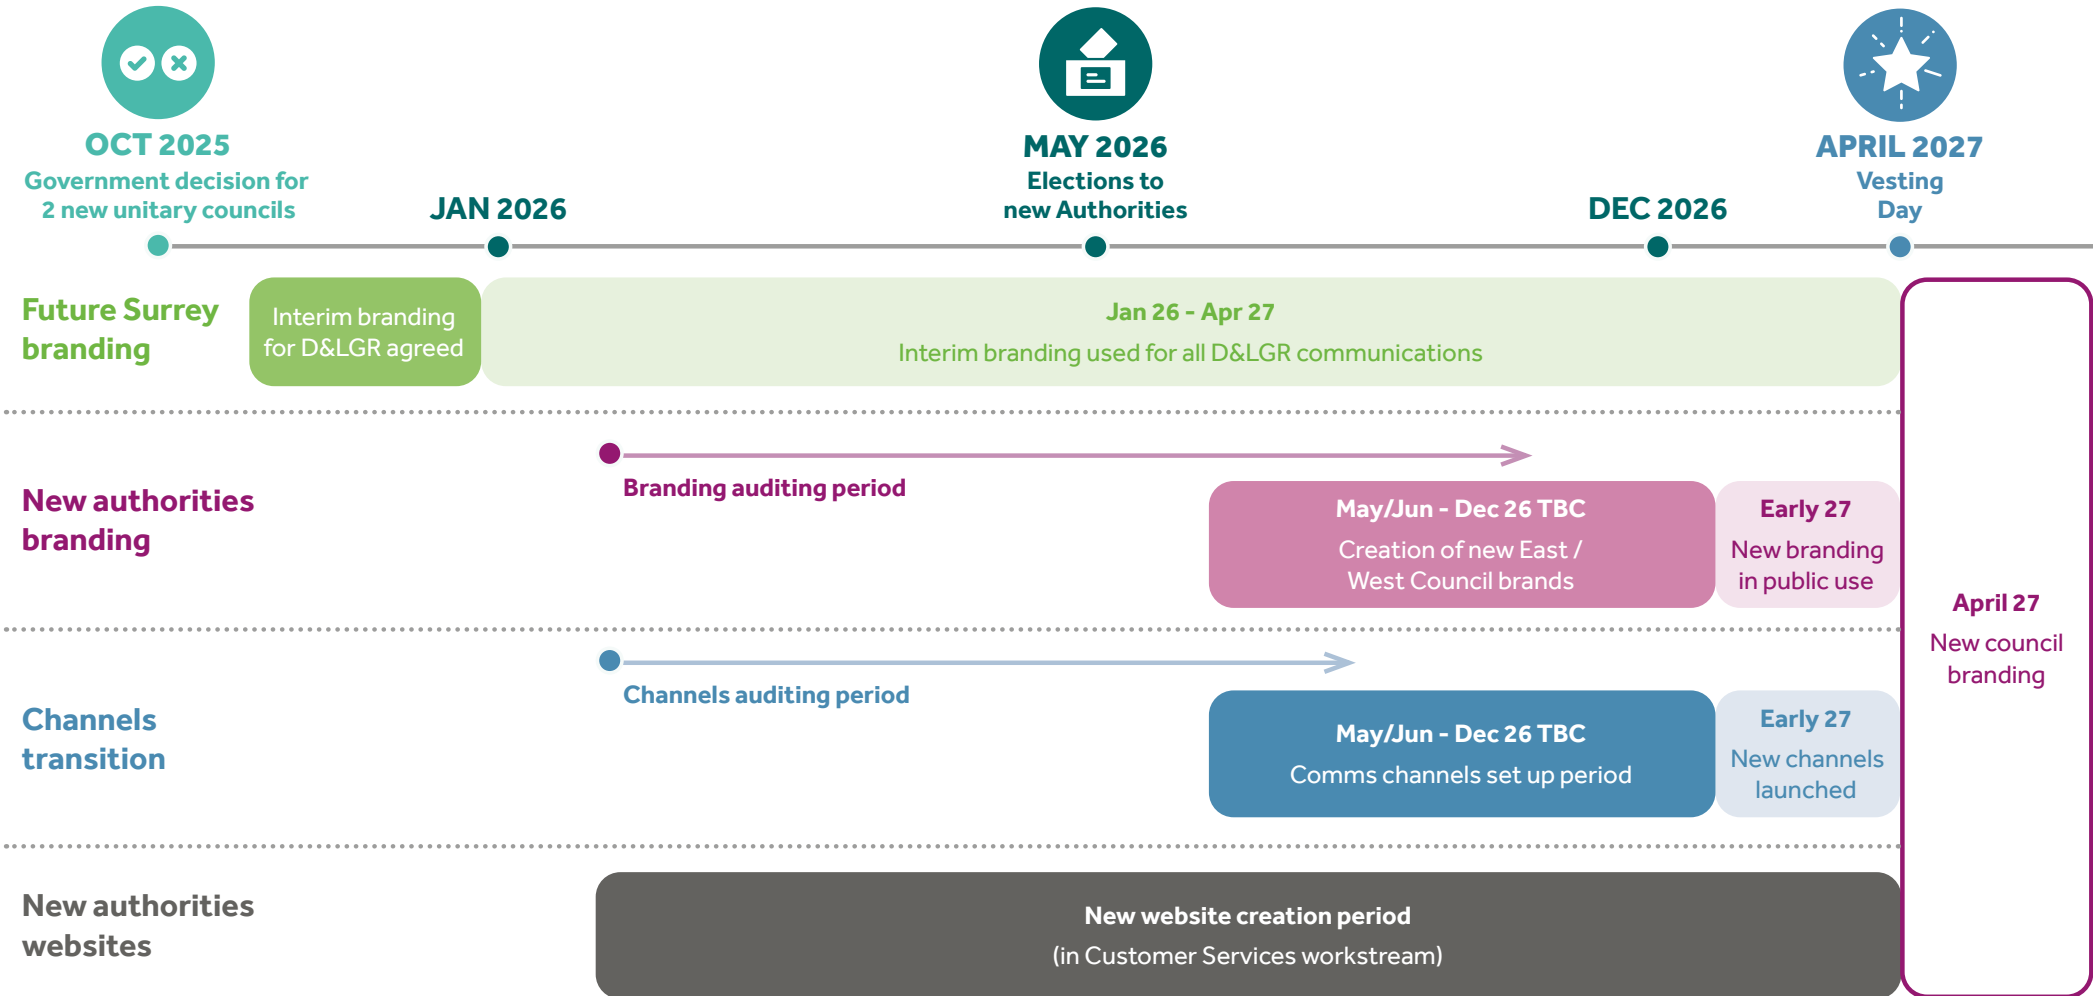 OCT 2025
Government decision for
2 new unitary councils
JAN 2026
MAY 2026
Elections to
new Authorities
DEC 2026
APRIL 2027
Vesting
Day
Future Surrey
branding
Interim branding
for D&LGR agreed
Jan 26 - Apr 27
Interim branding used for all D&LGR communications
New authorities
branding
Branding auditing period
May/Jun - Dec 26 TBC
Creation of new East /
West Council brands
Early 27
New branding
in public use
Channels
transition
Channels auditing period
May/Jun - Dec 26 TBC
Comms channels set up period
Early 27
New channels
launched
New authorities
websites
New website creation period
(in Customer Services workstream)
April 27
New council
branding